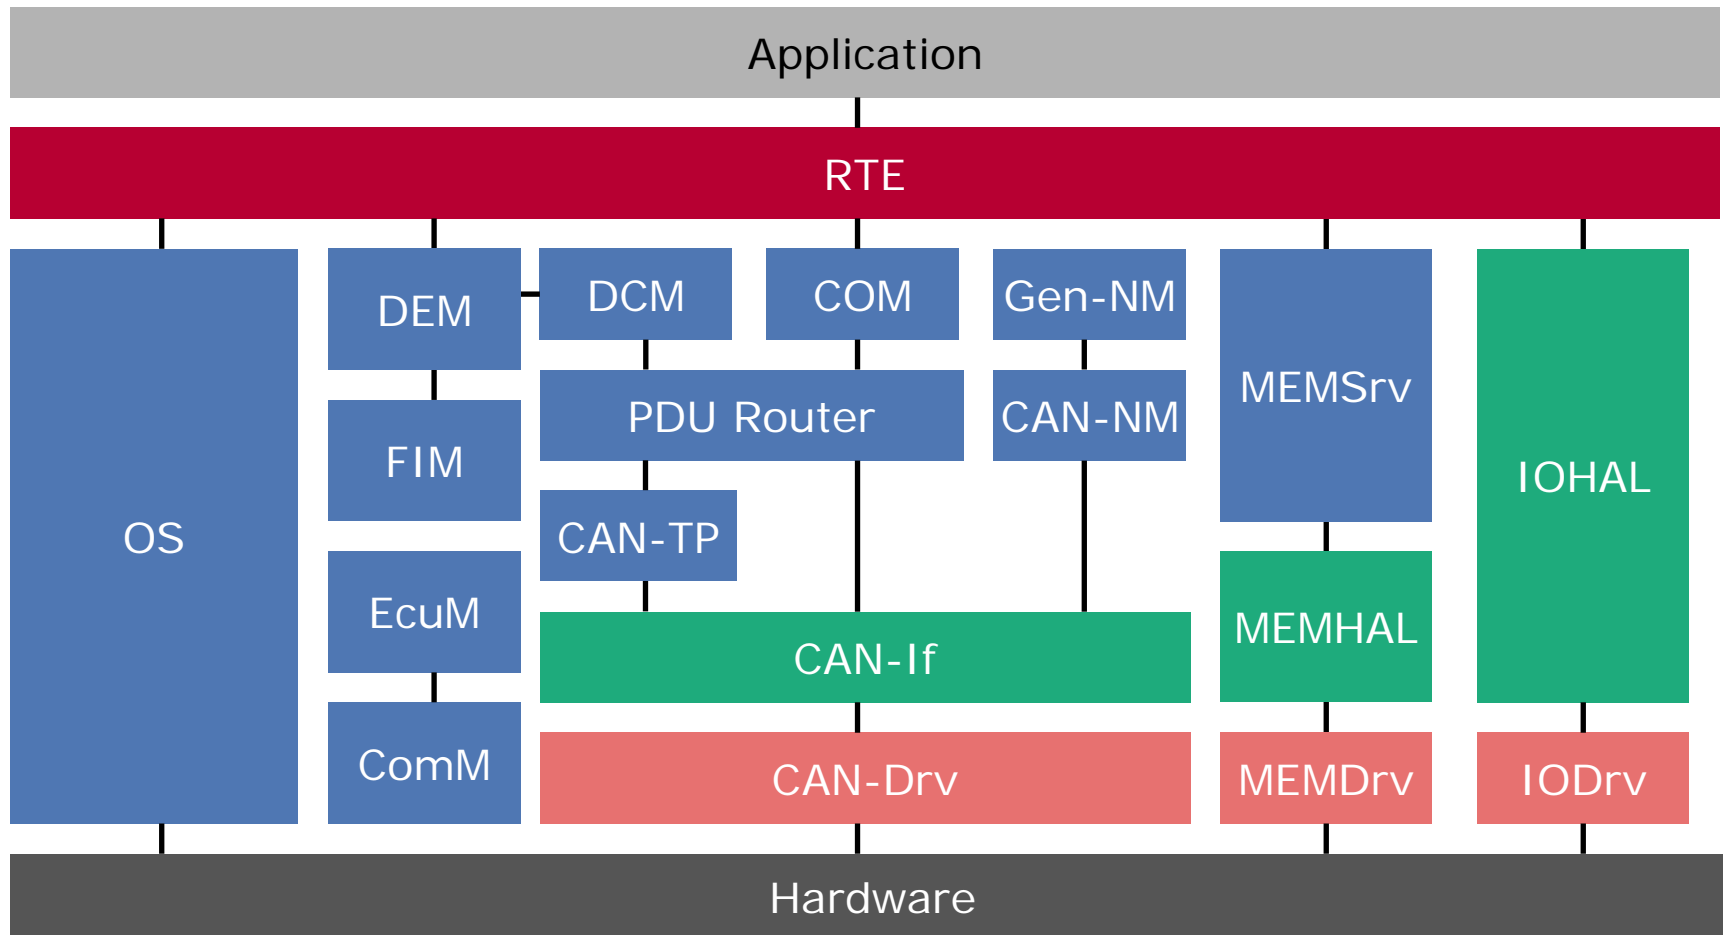 Application
RTE
OS
DEM
DCM
COM
Gen-NM
MEMSrv
IOHAL
FIM
PDU Router
CAN-NM
CAN-TP
EcuM
CAN-If
MEMHAL
ComM
CAN-Drv
MEMDrv
IODrv
Hardware